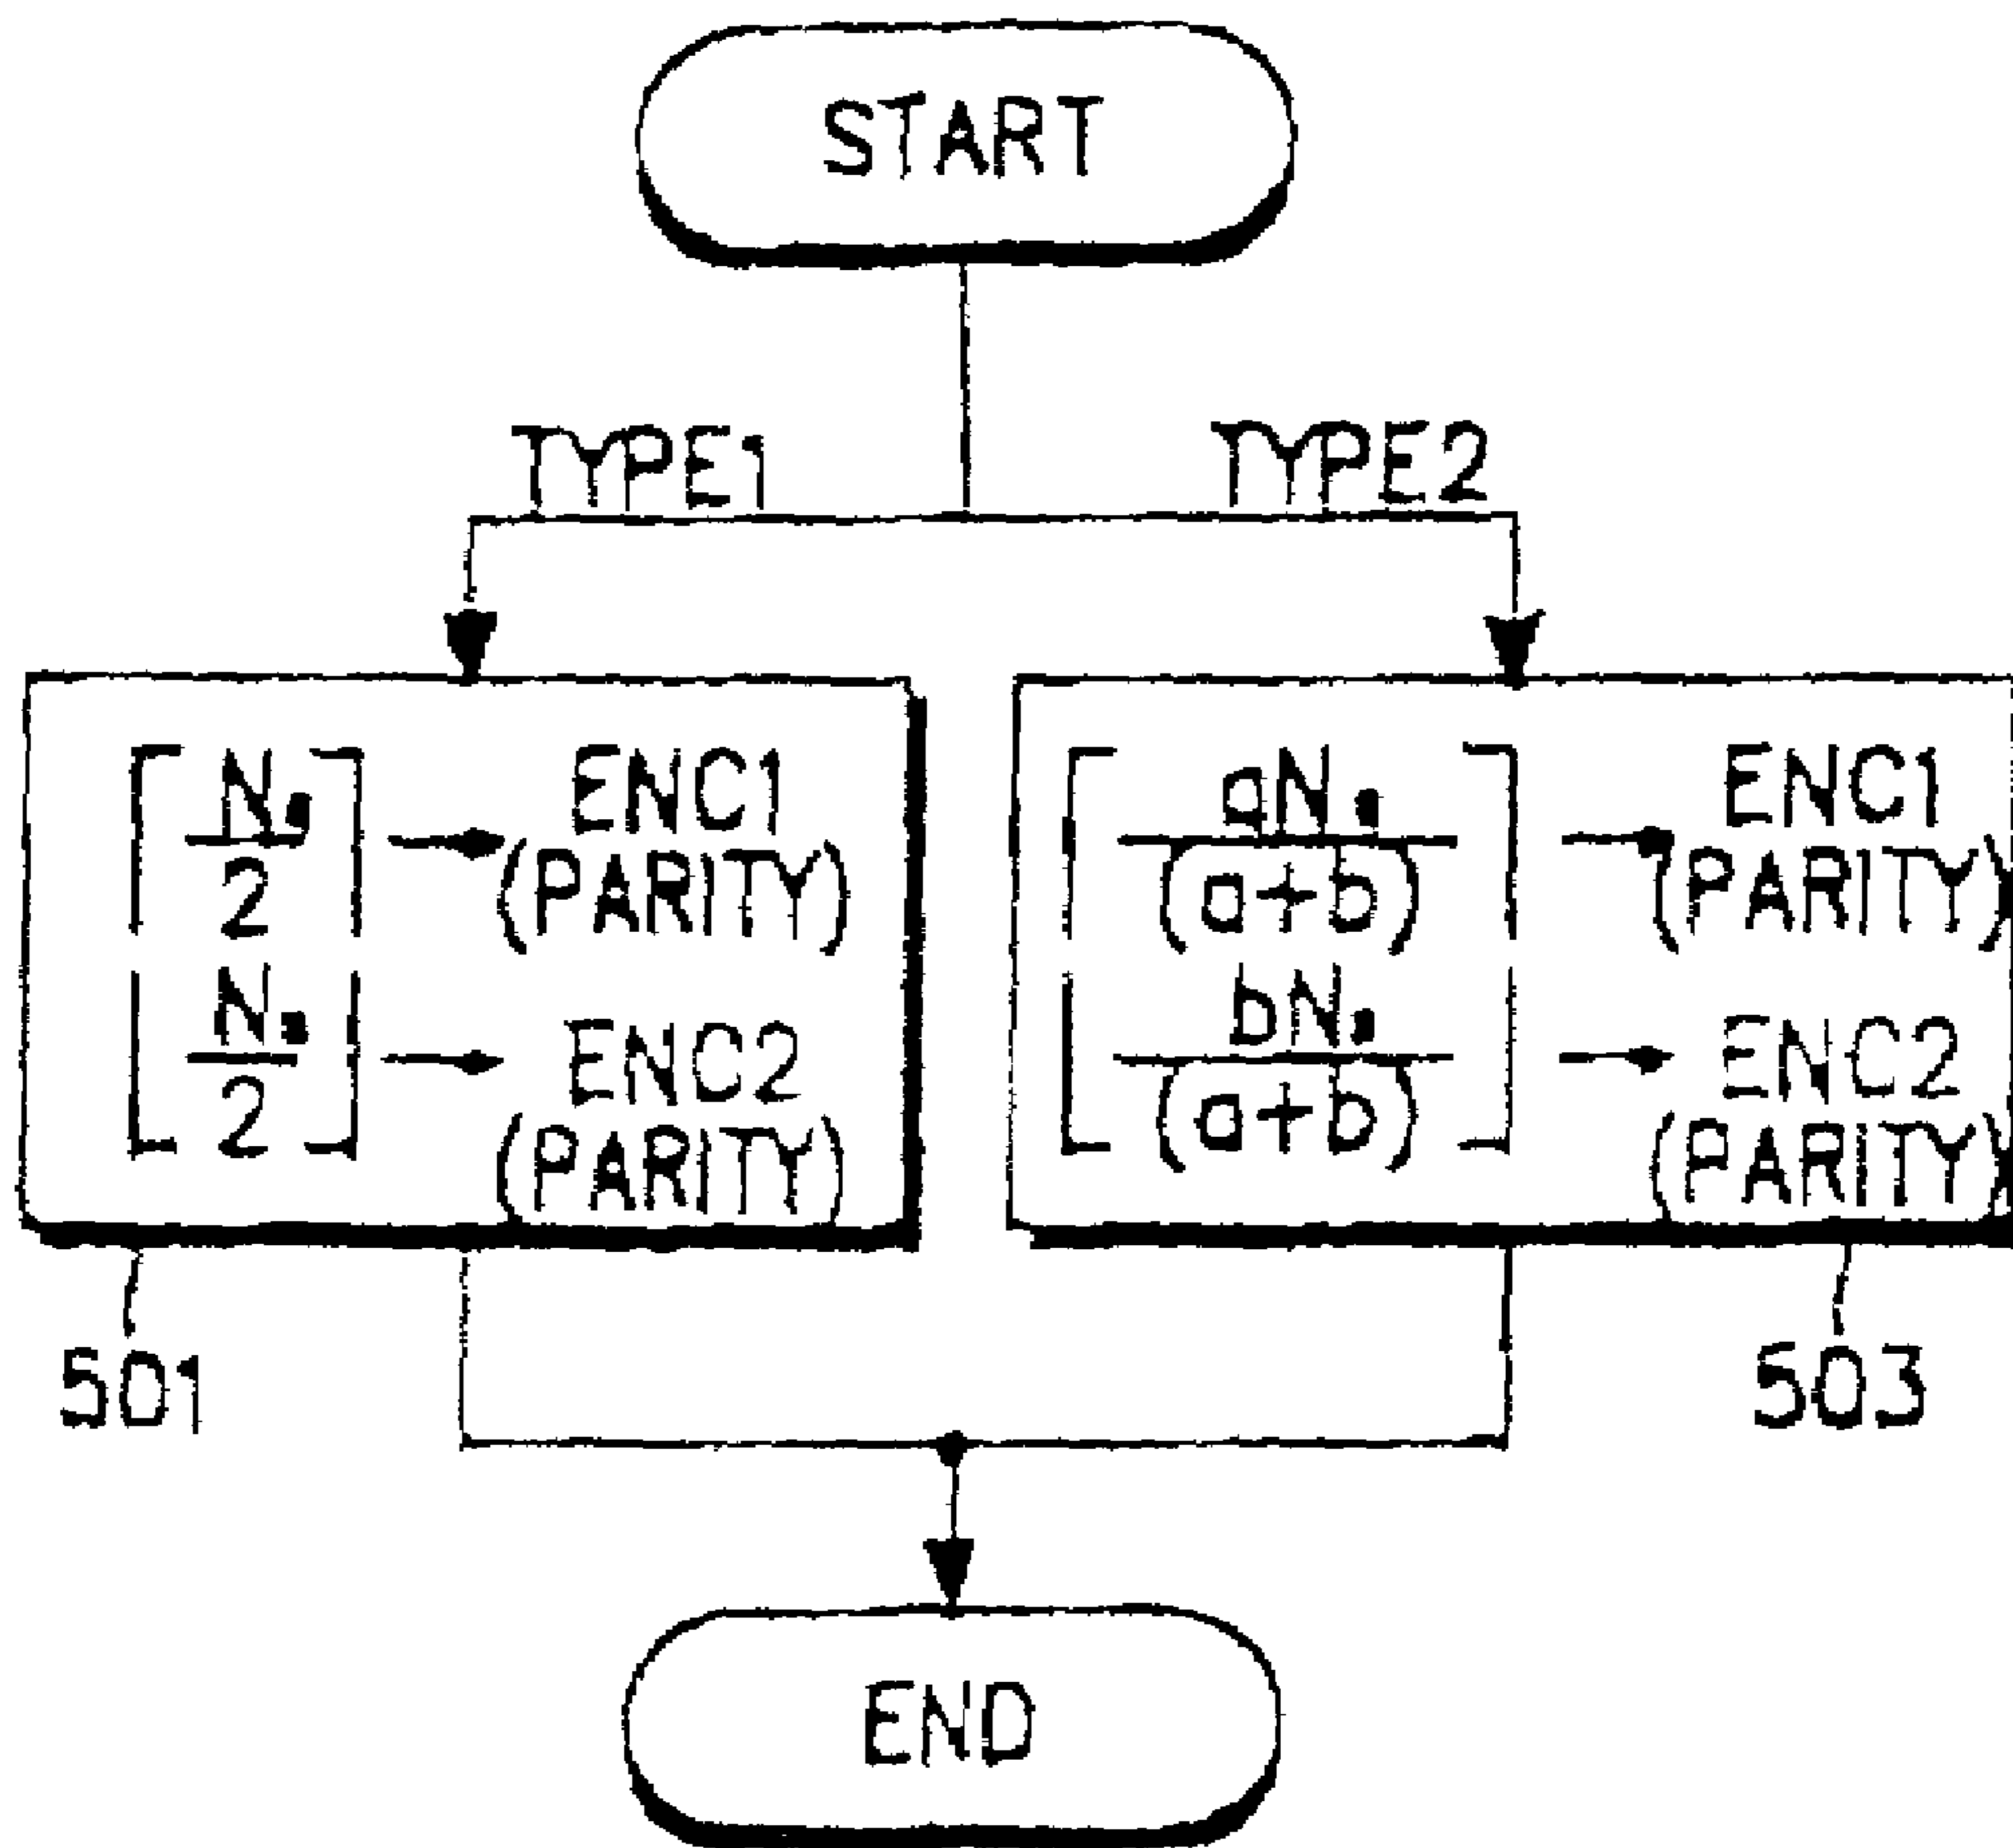 START
TYPE1
TYPE2
⌈N./2⌉ → ENC1
(PARITY)
⌊N./2⌋ → ENC2
(PARITY)
⌈aN./(a+b)⌉ → ENC1
(PARITY)
⌊bN./(a+b)⌋ → ENC2
(PARITY)
501
503
END